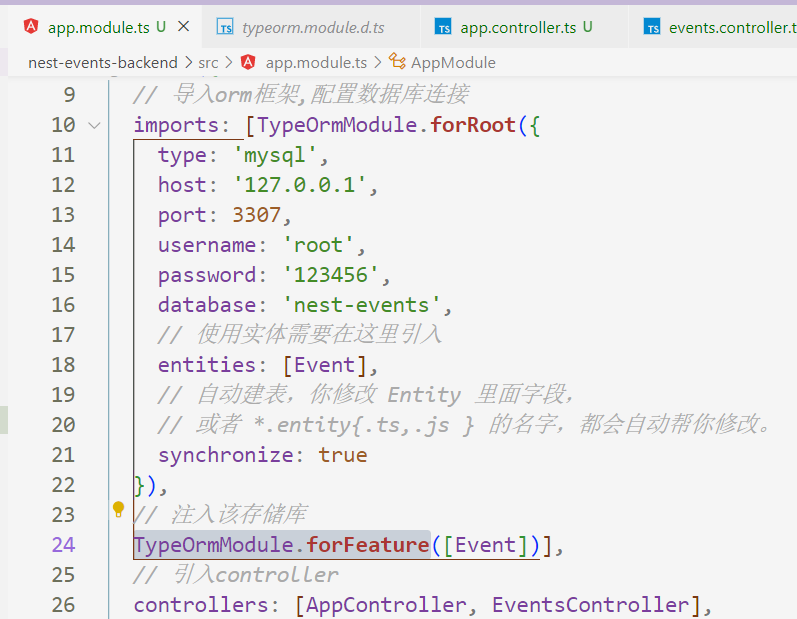 app.module.ts U
typeorm.module.d.ts
app.controller.ts U
events.controller.t
nest-events-backend > src > app.module.ts > AppModule
9 // 导入orm框架,配置数据库连接
10 imports: [TypeOrmModule.forRoot({
11 type: 'mysql',
12 host: '127.0.0.1',
13 port: 3307,
14 username: 'root',
15 password: '123456',
16 database: 'nest-events',
17 // 使用实体需要在这里引入
18 entities: [Event],
19 // 自动建表，你修改 Entity 里面字段，
20 // 或者 *.entity{.ts,.js } 的名字，都会自动帮你修改。
21 synchronize: true
22 }),
23 // 注入该存储库
24 TypeOrmModule.forFeature([Event])],
25 // 引入controller
26 controllers: [AppController, EventsController],